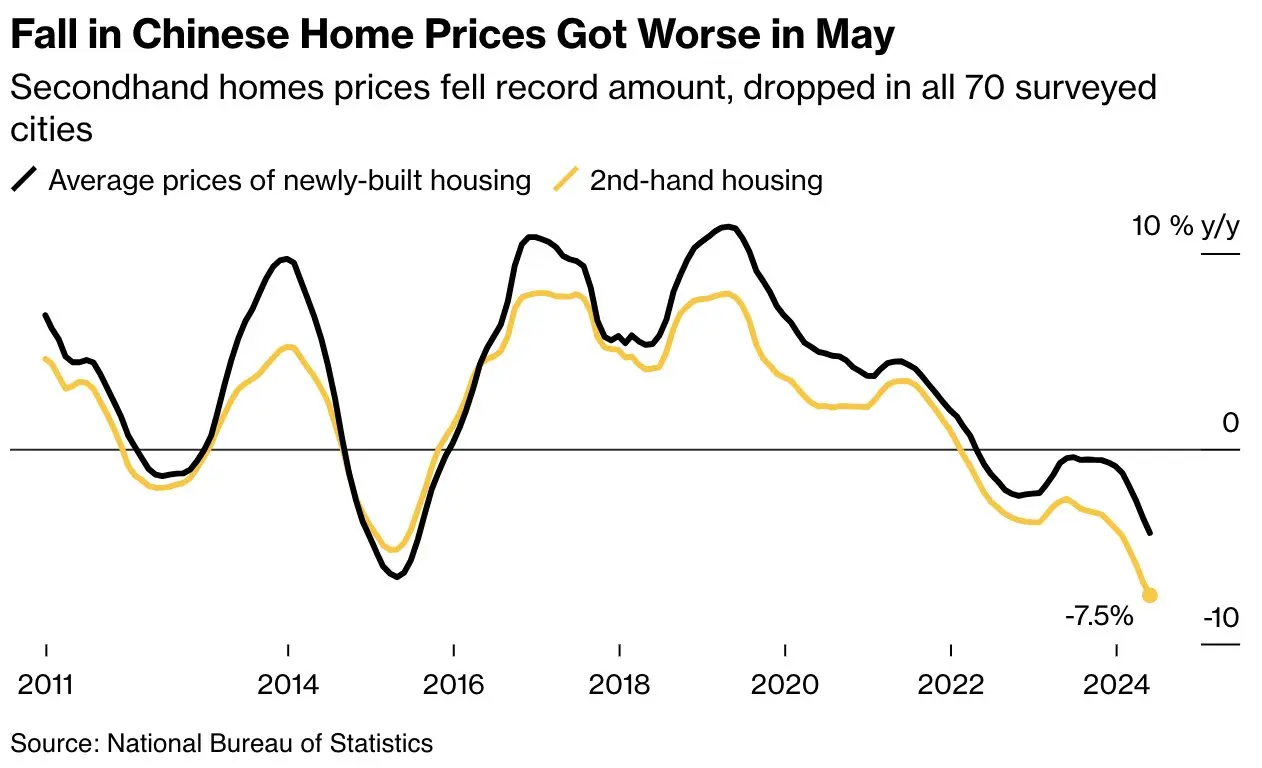 Fall in Chinese Home Prices Got Worse in May
Secondhand homes prices fell record amount, dropped in all 70 surveyed
cities
Average prices of newly-built housing 2nd-hand housing
10 % y/y
0
-7.5%
-10
2011 2014 2016 2018 2020 2022 2024
Source: National Bureau of Statistics